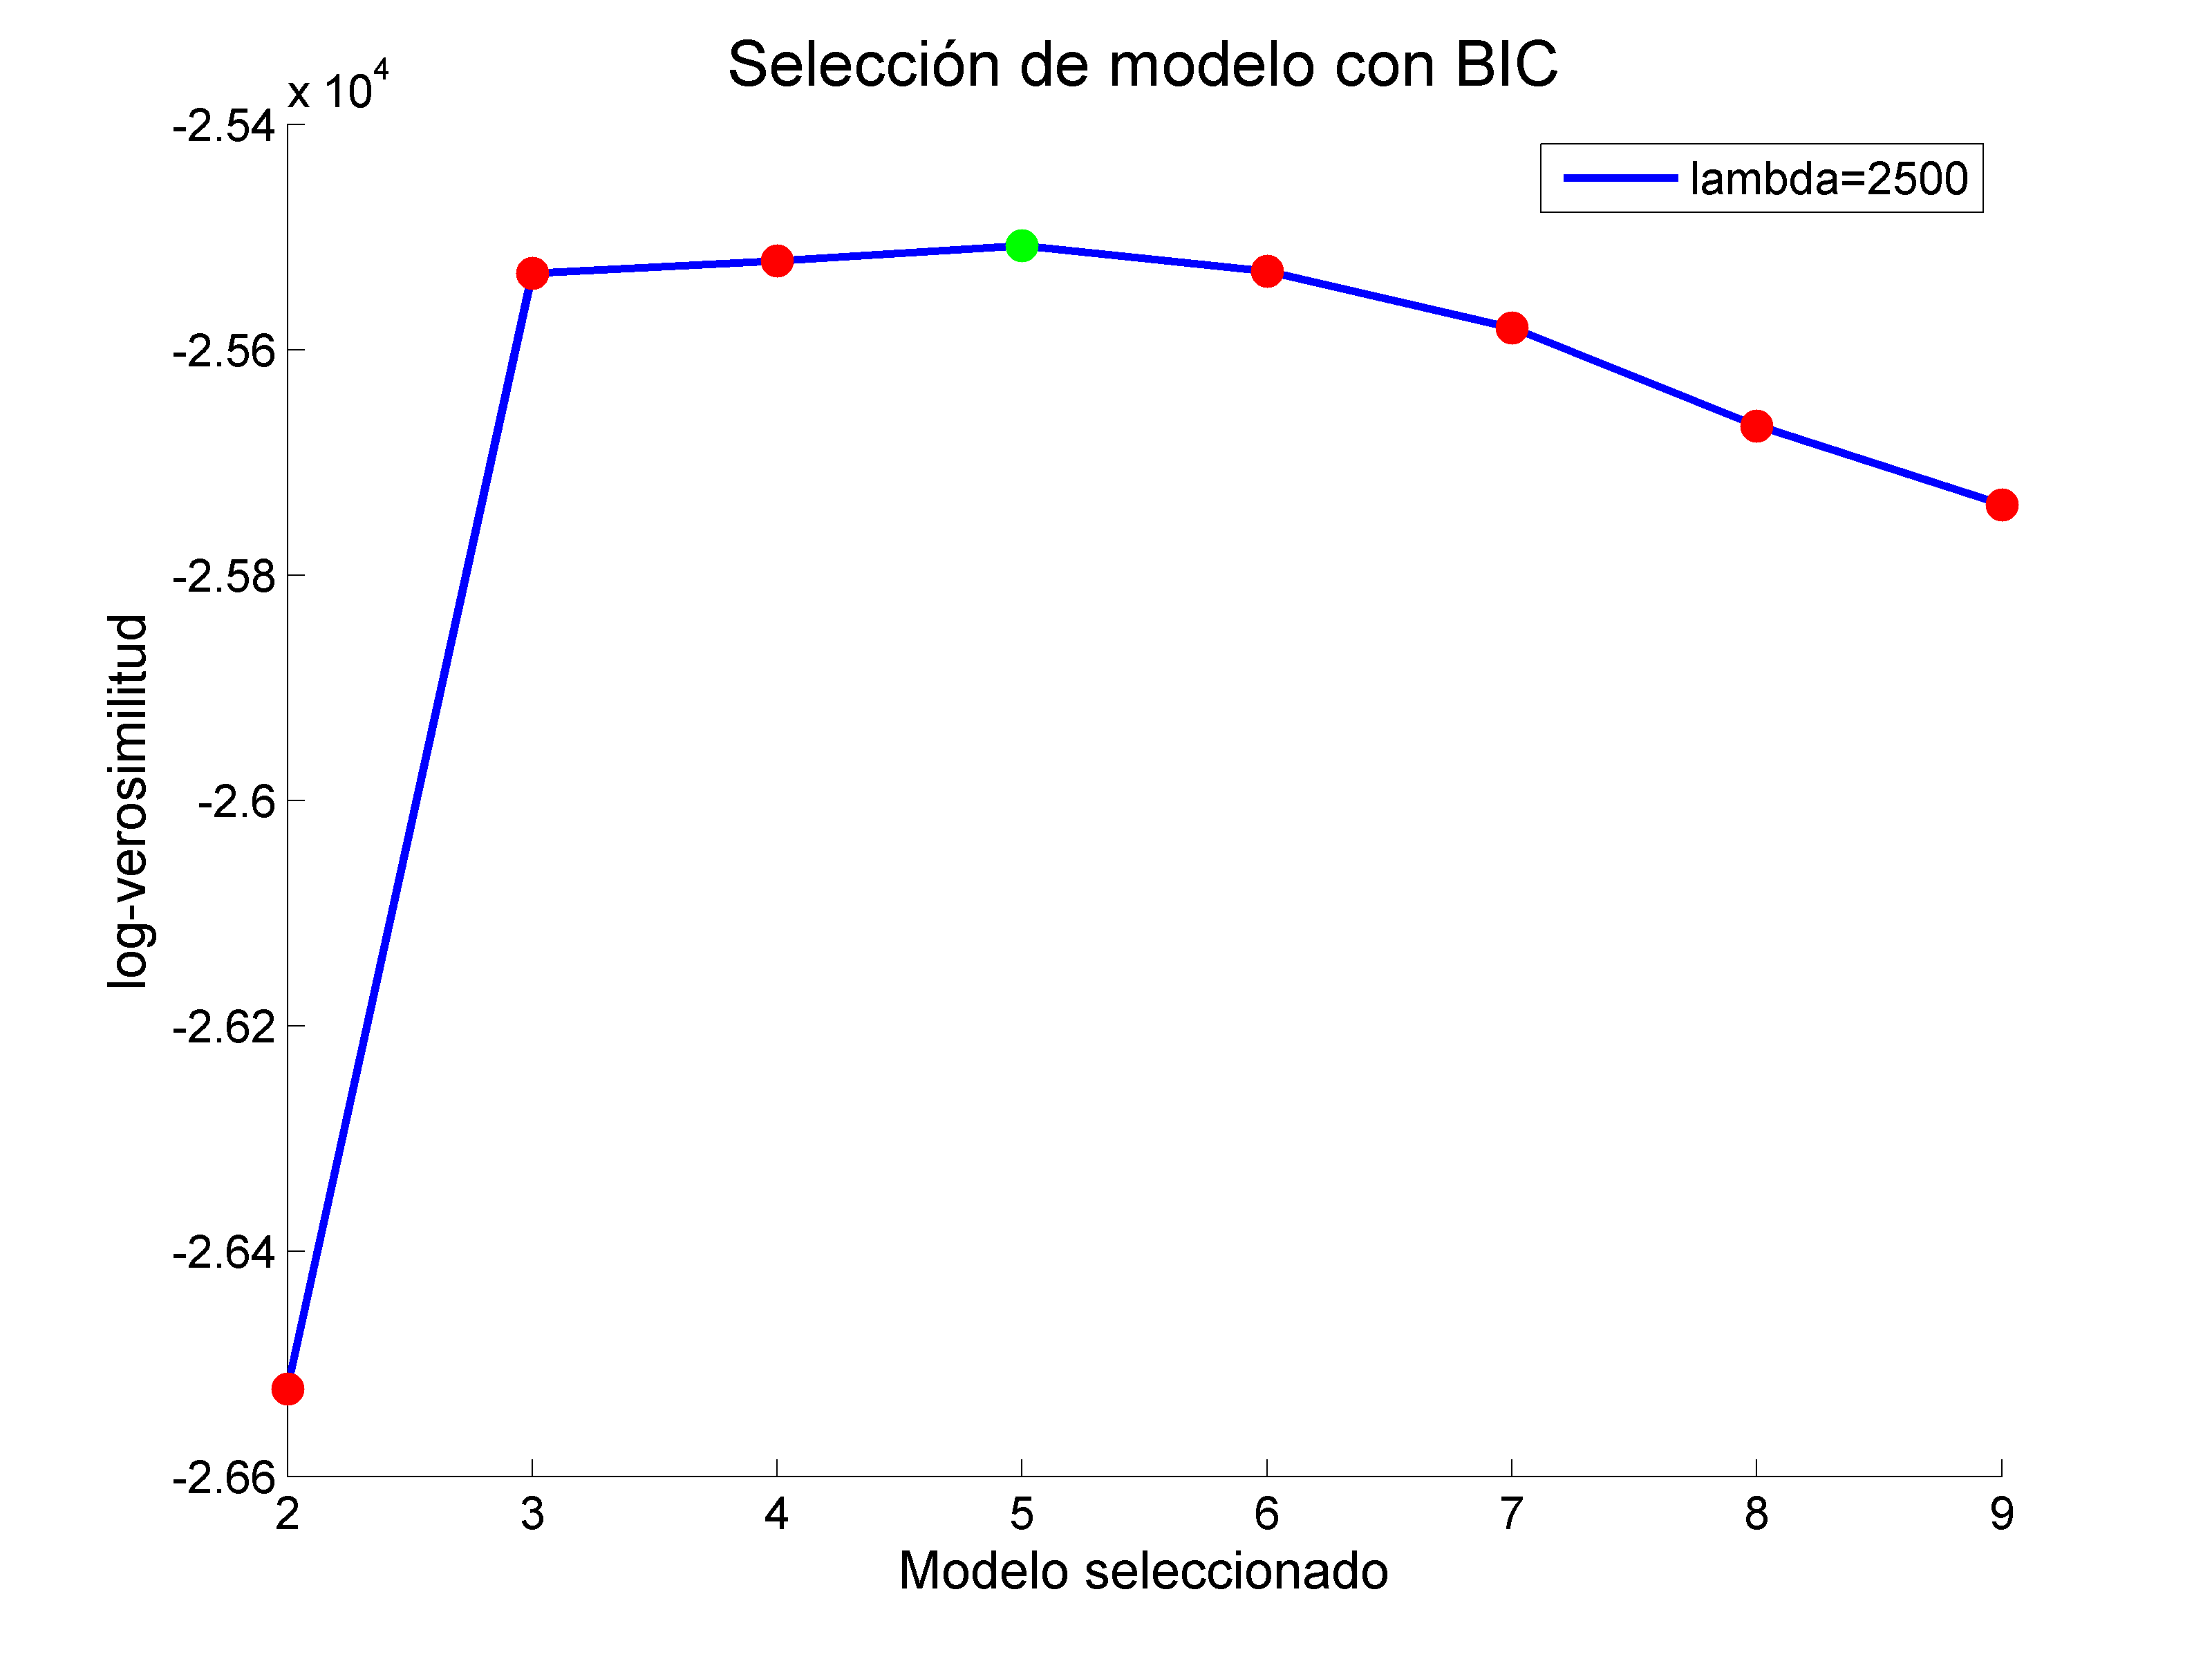 Selección de modelo con BIC
x 10^4
lambda=2500
-2.54
-2.56
-2.58
-2.6
-2.62
-2.64
-2.66
log-verosimilitud
2 3 4 5 6 7 8 9
Modelo seleccionado